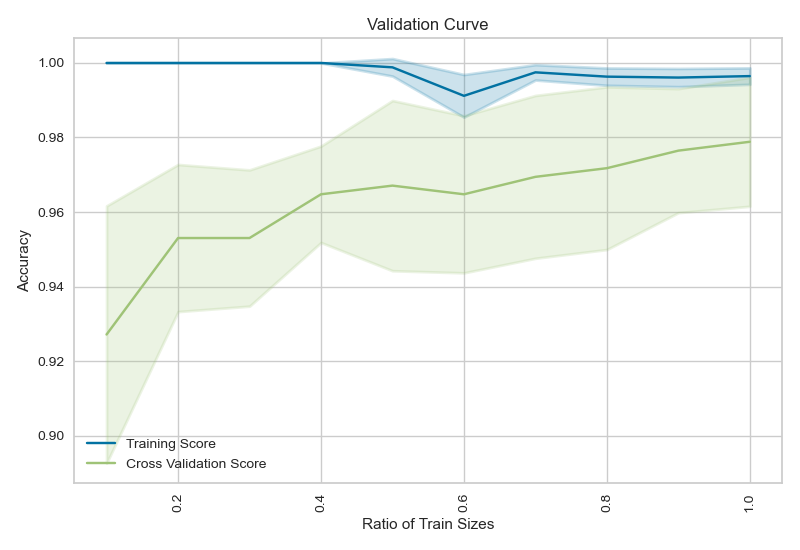 Validation Curve
1.00
0.98
0.96
0.94
0.92
0.90
Accuracy
Training Score
Cross Validation Score
0.2
0.4
0.6
0.8
1.0
Ratio of Train Sizes